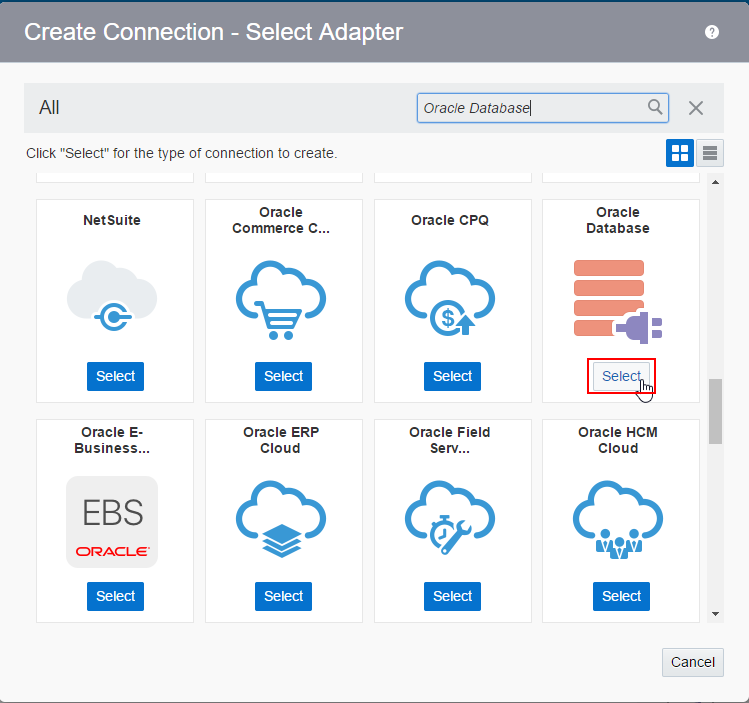 Create Connection - Select Adapter
?
All
Oracle Database
Click "Select" for the type of connection to create.
NetSuite
Oracle
Commerce C...
Oracle CPQ
Oracle
Database
$
Select
Select
Select
Select
Oracle E-
Business...
Oracle ERP
Cloud
Oracle Field
Serv...
Oracle HCM
Cloud
EBS
ORACLE
Select
Select
Select
Select
Cancel